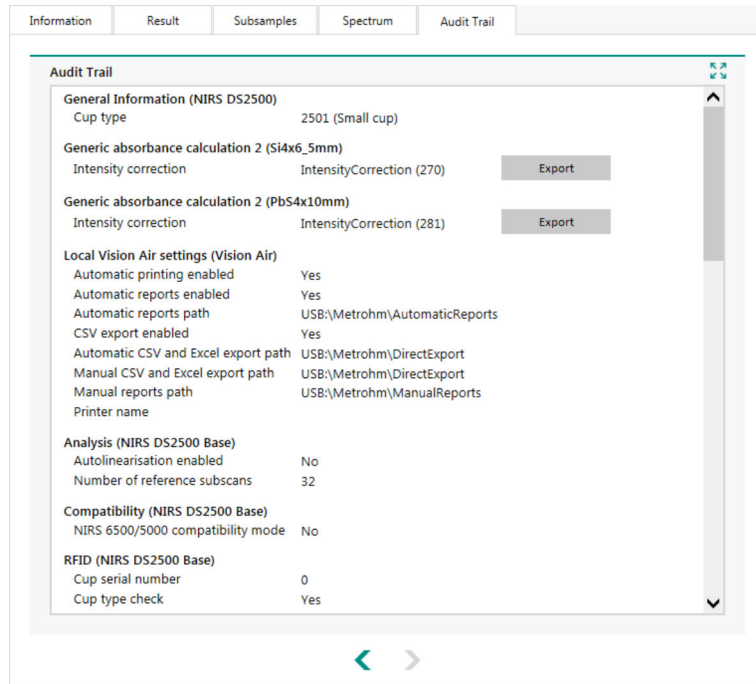 Information Result Subsamples Spectrum Audit Trail
Audit Trail
General Information (NIRS DS2500)
Cup type 2501 (Small cup)
Generic absorbance calculation 2 (Si4x6_5mm)
Intensity correction IntensityCorrection (270) Export
Generic absorbance calculation 2 (PbS4x10mm)
Intensity correction IntensityCorrection (281) Export
Local Vision Air settings (Vision Air)
Automatic printing enabled Yes
Automatic reports enabled Yes
Automatic reports path USB:\Metrohm\AutomaticReports
CSV export enabled Yes
Automatic CSV and Excel export path USB:\Metrohm\DirectExport
Manual CSV and Excel export path USB:\Metrohm\DirectExport
Manual reports path USB:\Metrohm\ManualReports
Printer name
Analysis (NIRS DS2500 Base)
Autolinearisation enabled No
Number of reference subscans 32
Compatibility (NIRS DS2500 Base)
NIRS 6500/5000 compatibility mode No
RFID (NIRS DS2500 Base)
Cup serial number 0
Cup type check Yes